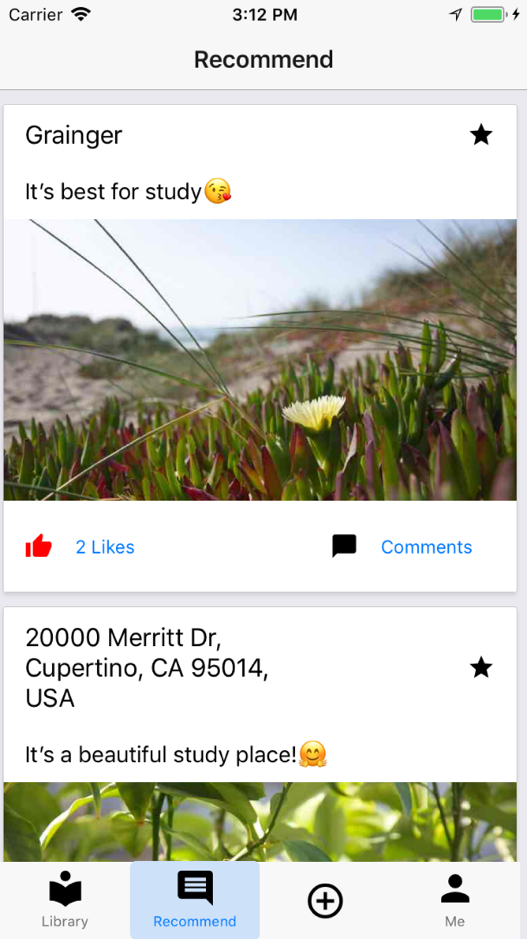 Carrier 3:12 PM
Recommend
Grainger
It's best for study😘
2 Likes Comments
20000 Merritt Dr,
Cupertino, CA 95014,
USA
It's a beautiful study place!🤗
Library Recommend Me